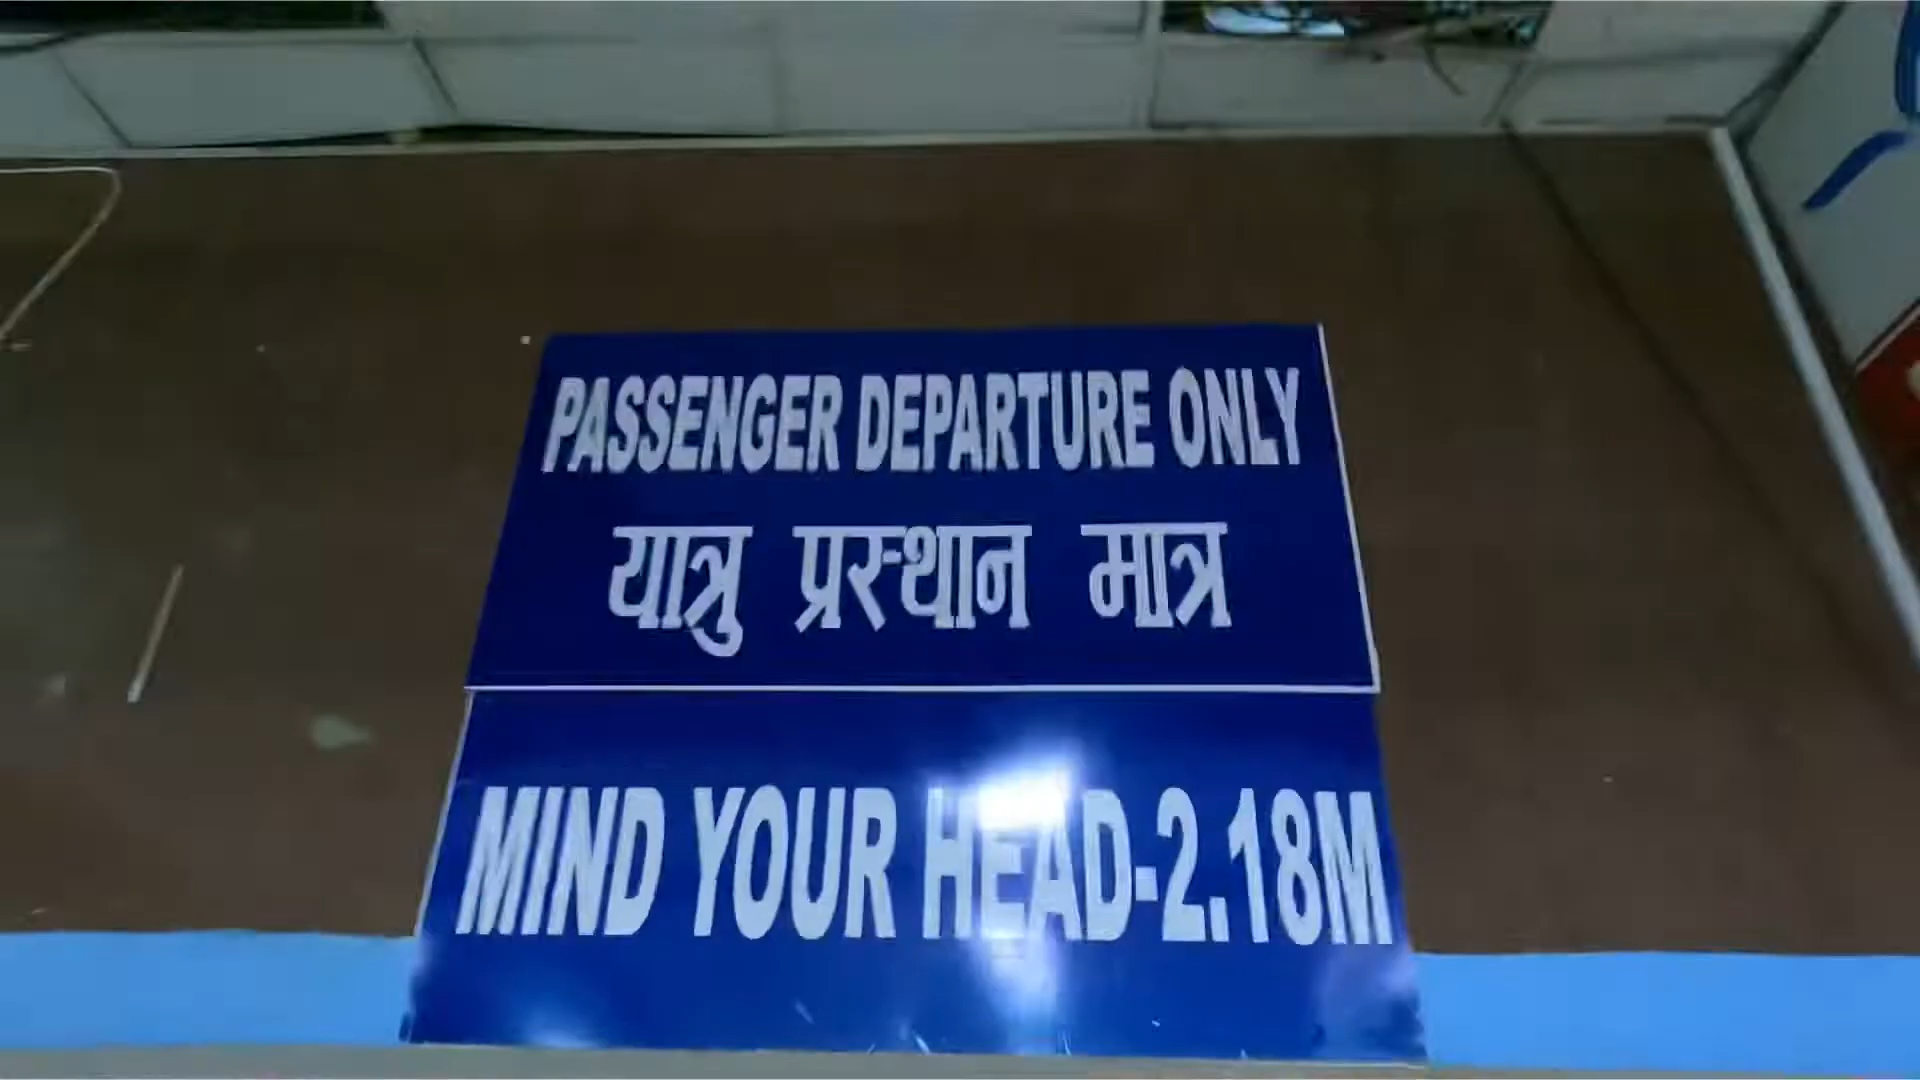 PASSENGER DEPARTURE ONLY
यात्रु प्रस्थान मात्र
MIND YOUR HEAD-2.18M